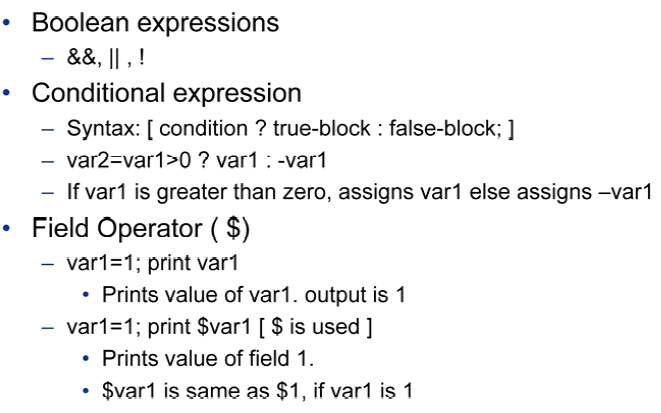 • Boolean expressions
– &&, || , !
• Conditional expression
– Syntax: [ condition ? true-block : false-block; ]
– var2=var1>0 ? var1 : -var1
– If var1 is greater than zero, assigns var1 else assigns –var1
• Field Operator ( $)
– var1=1; print var1
• Prints value of var1. output is 1
– var1=1; print $var1 [ $ is used ]
• Prints value of field 1.
• $var1 is same as $1, if var1 is 1